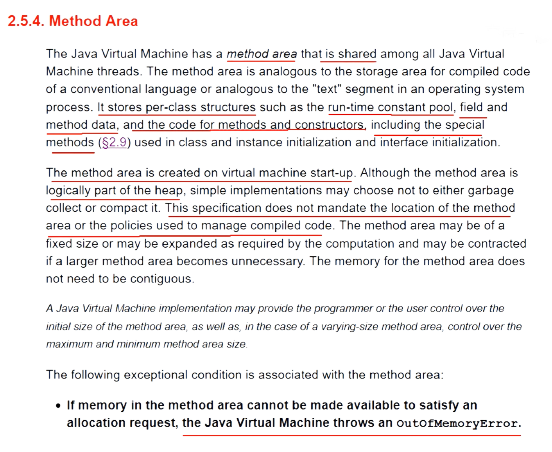 2.5.4. Method Area
The Java Virtual Machine has a method area that is shared among all Java Virtual
Machine threads. The method area is analogous to the storage area for compiled code
of a conventional language or analogous to the "text" segment in an operating system
process. It stores per-class structures such as the run-time constant pool, field and
method data, and the code for methods and constructors, including the special
methods (§2.9) used in class and instance initialization and interface initialization.
The method area is created on virtual machine start-up. Although the method area is
logically part of the heap, simple implementations may choose not to either garbage
collect or compact it. This specification does not mandate the location of the method
area or the policies used to manage compiled code. The method area may be of a
fixed size or may be expanded as required by the computation and may be contracted
if a larger method area becomes unnecessary. The memory for the method area does
not need to be contiguous.
A Java Virtual Machine implementation may provide the programmer or the user control over the
initial size of the method area, as well as, in the case of a varying-size method area, control over the
maximum and minimum method area size.
The following exceptional condition is associated with the method area:
• If memory in the method area cannot be made available to satisfy an
allocation request, the Java Virtual Machine throws an OutOfMemoryError.